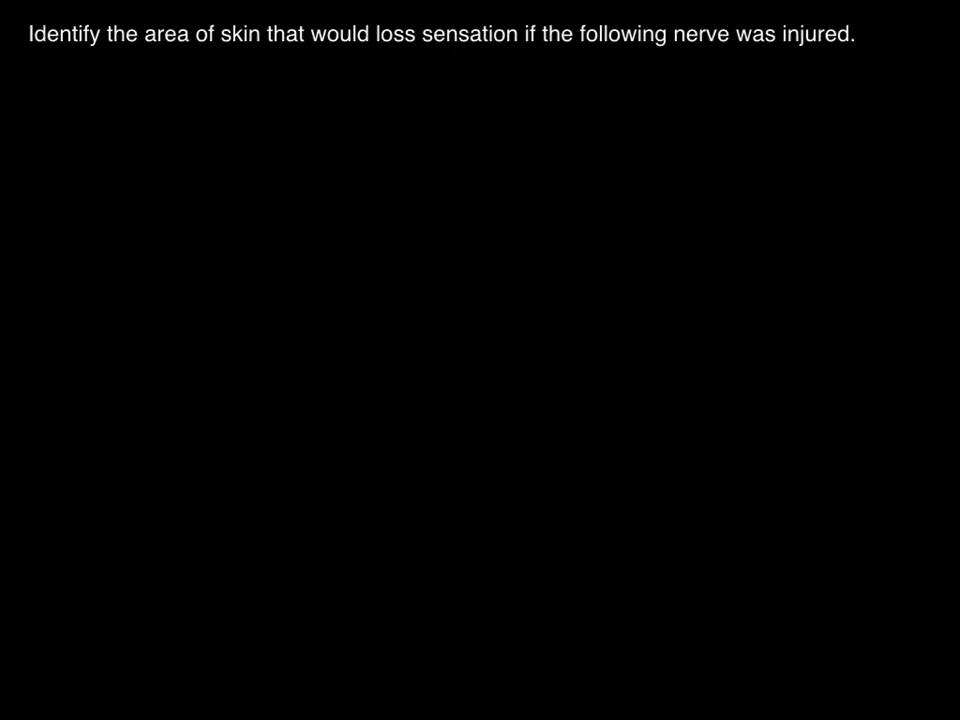 Identify the area of skin that would loss sensation if the following nerve was injured.